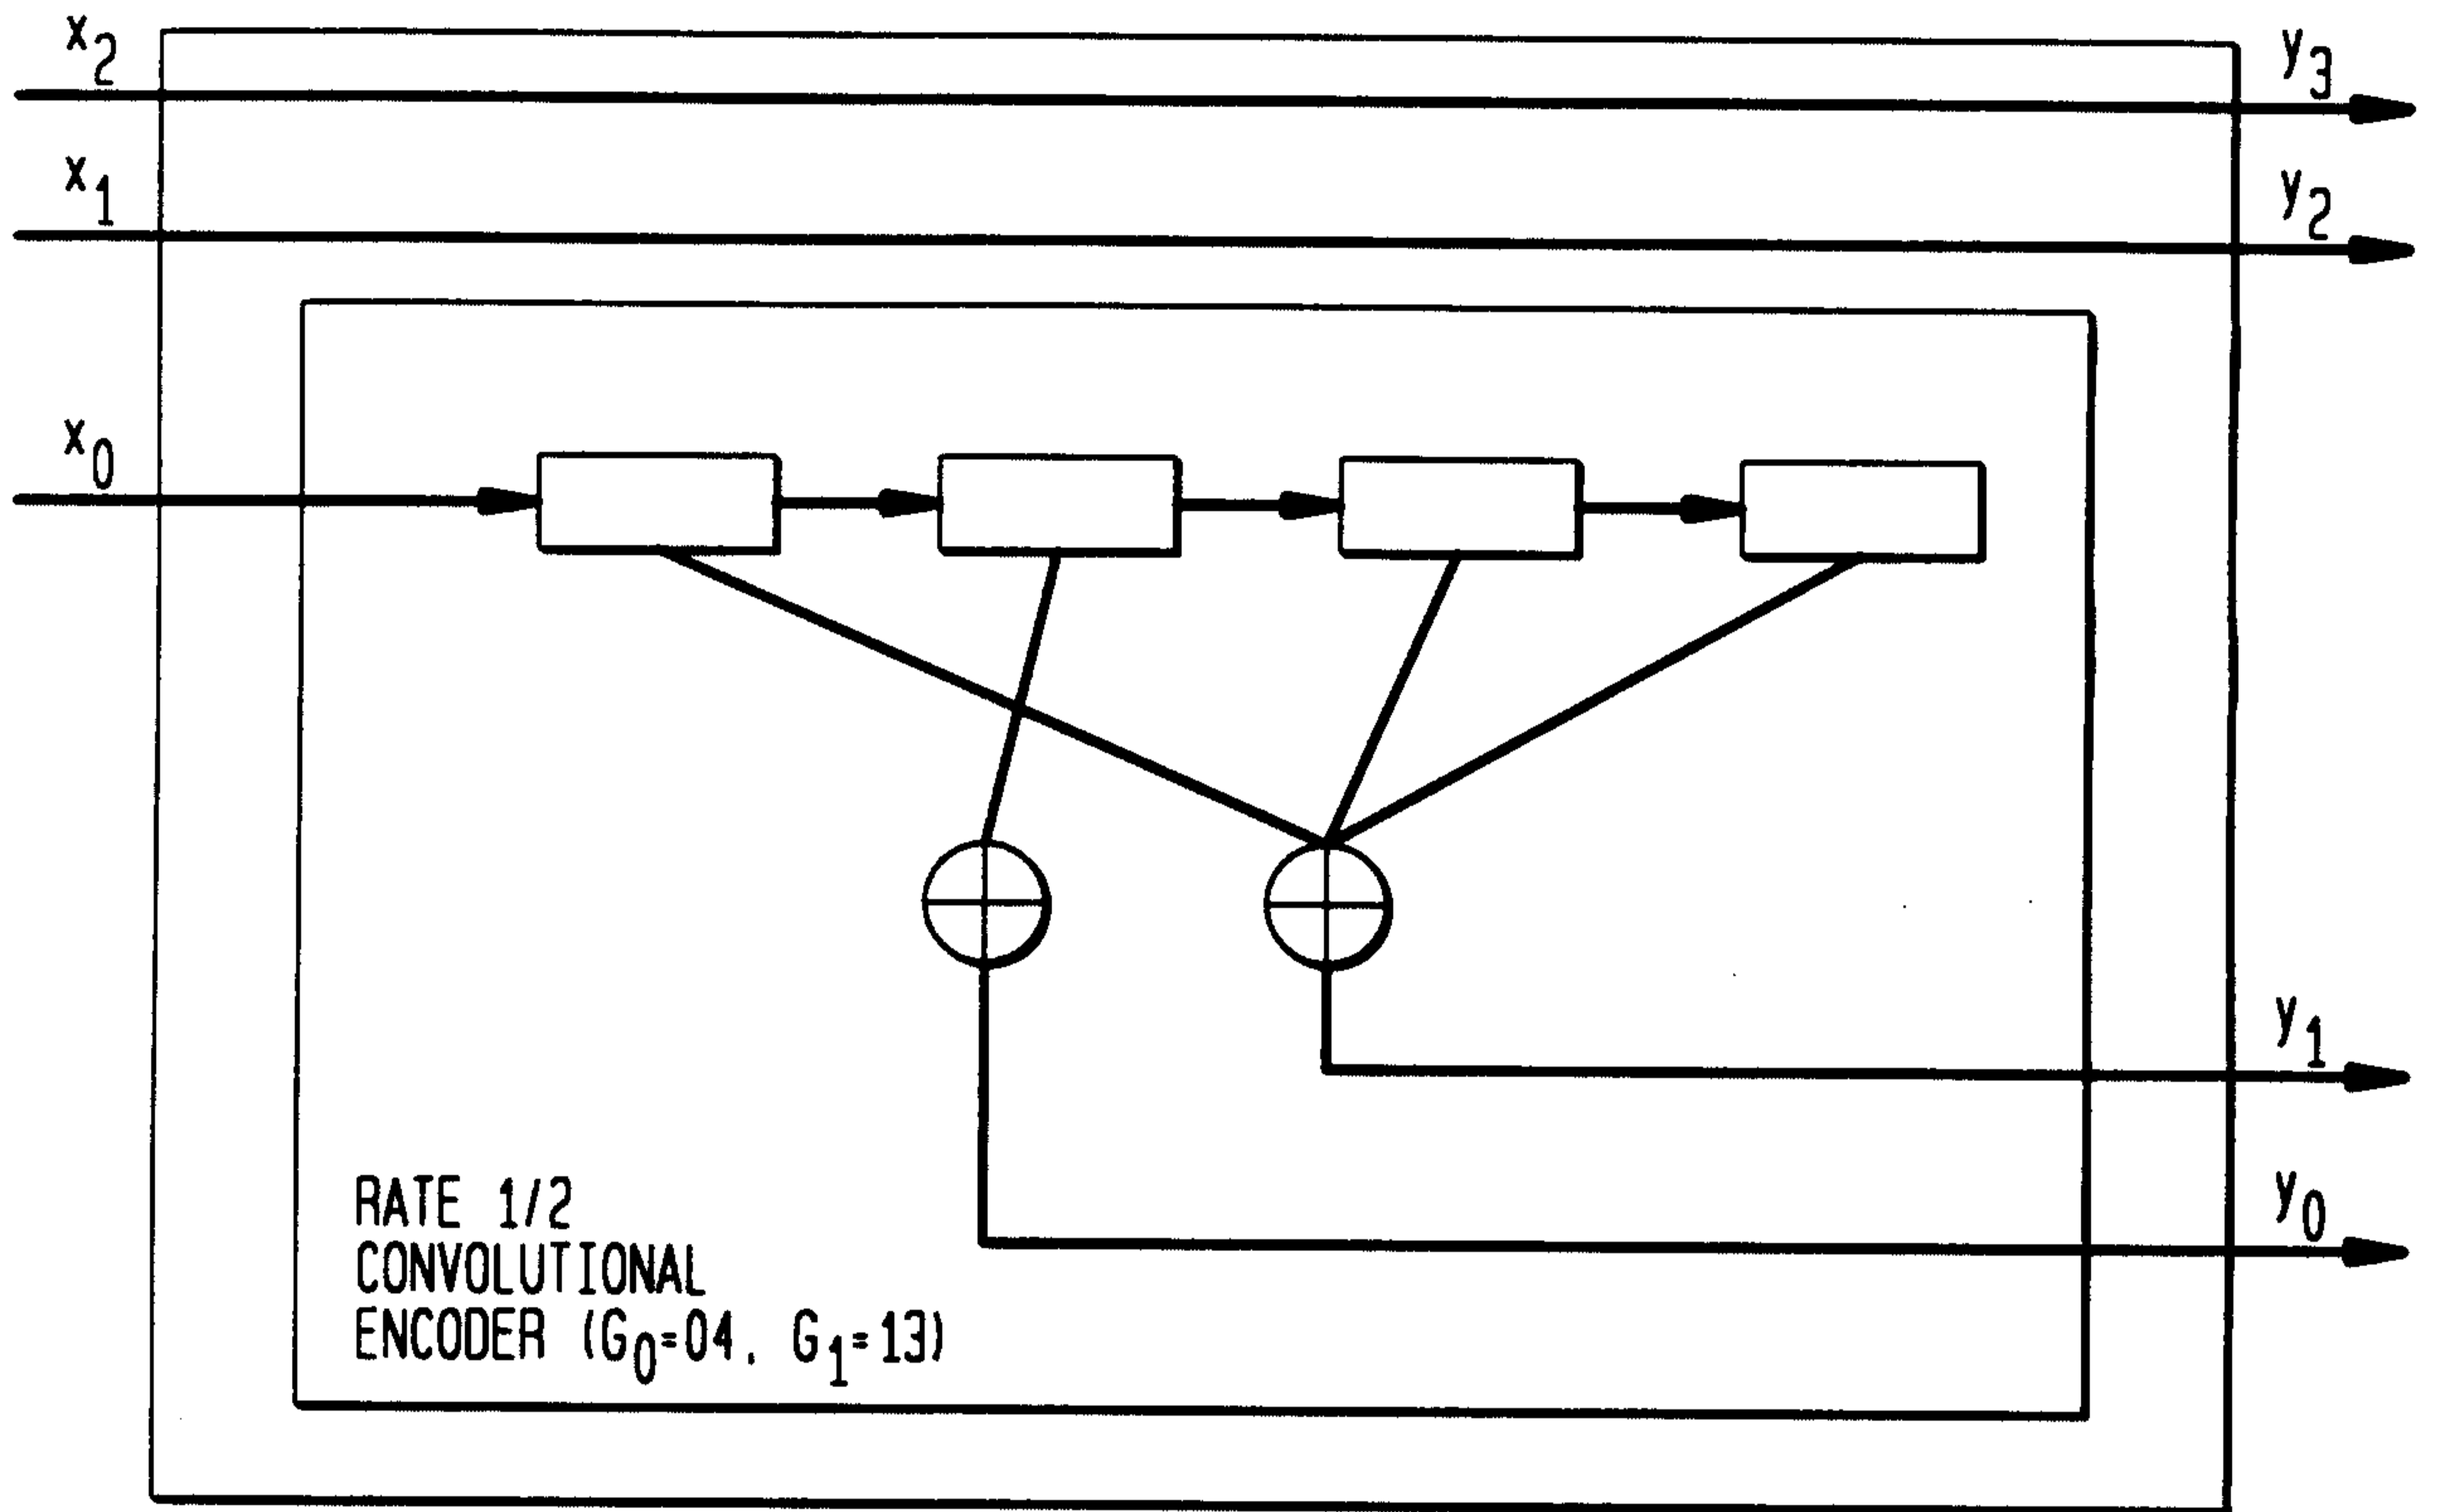 x2
y3
x1
y2
x0
y1
y0
RATE 1/2
CONVOLUTIONAL
ENCODER (G0=04, G1=13)